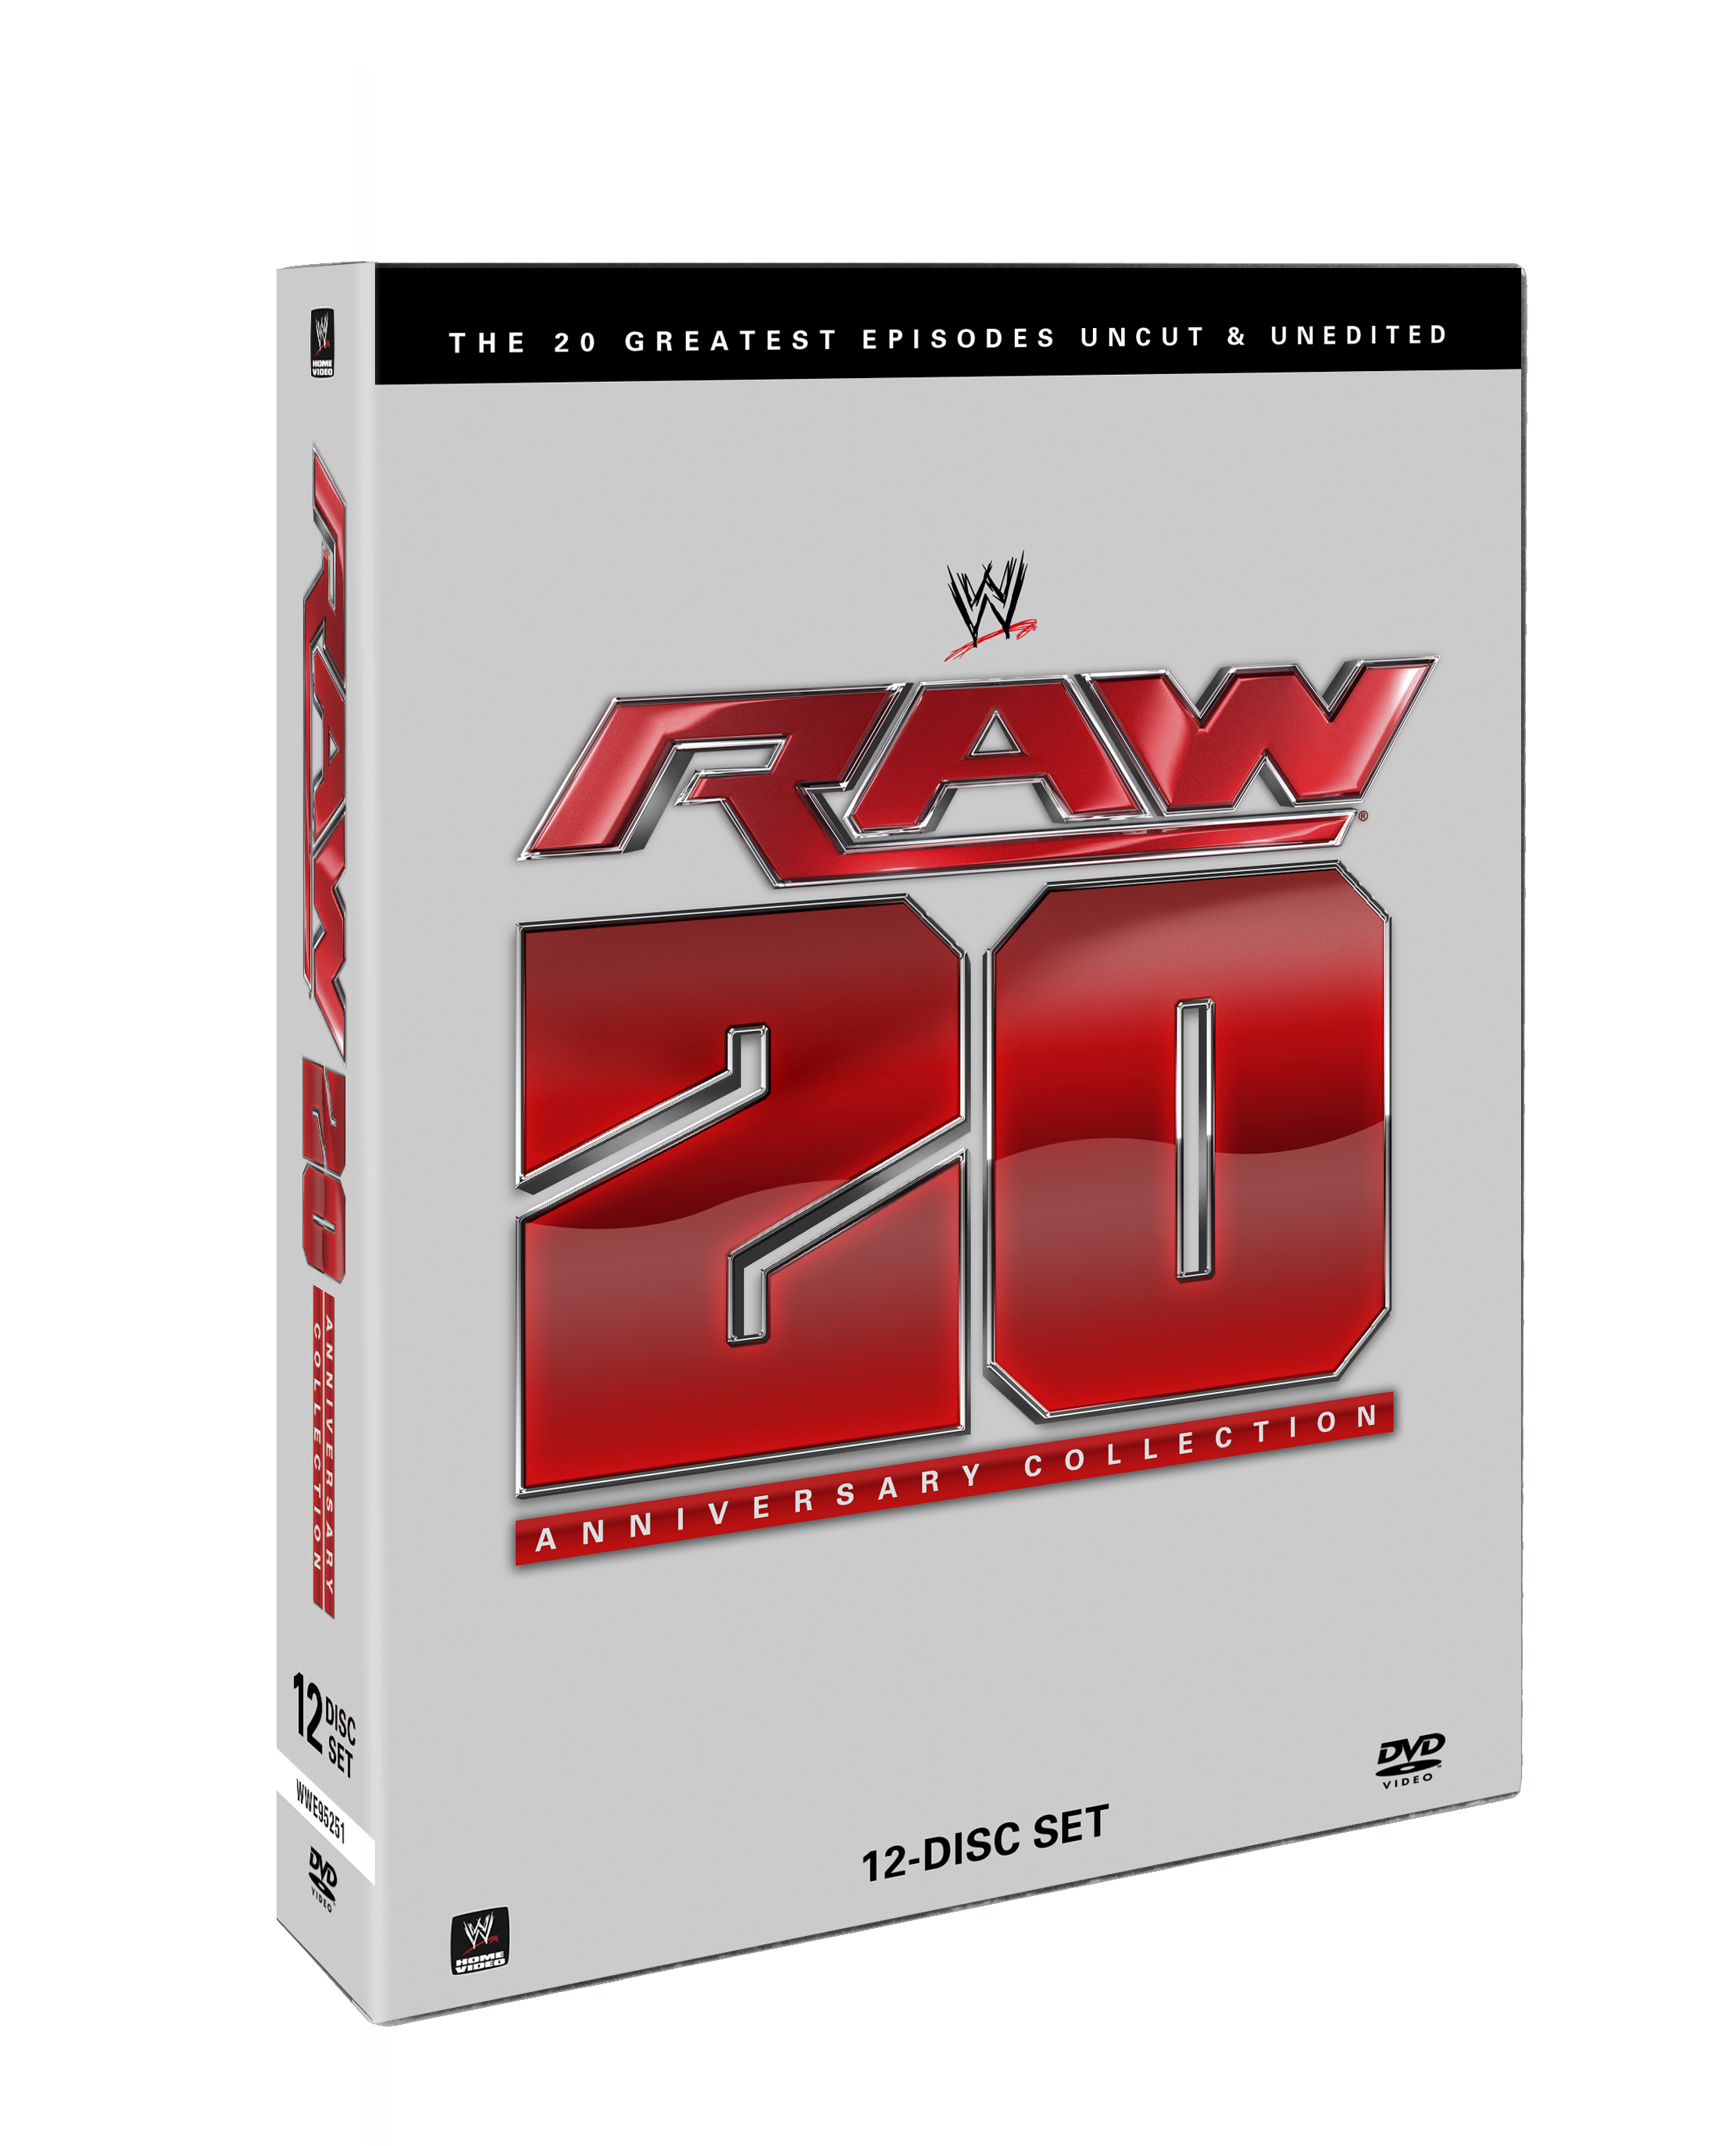 THE 20 GREATEST EPISODES UNCUT & UNEDITED
W
RAW®
20
ANNIVERSARY COLLECTION
12-DISC SET
DVD
VIDEO
W
HOME
VIDEO
W
HOME
VIDEO
RAW
20
ANNIVERSARY
COLLECTION
12 DISC
SET
WWE95251
DVD
VIDEO